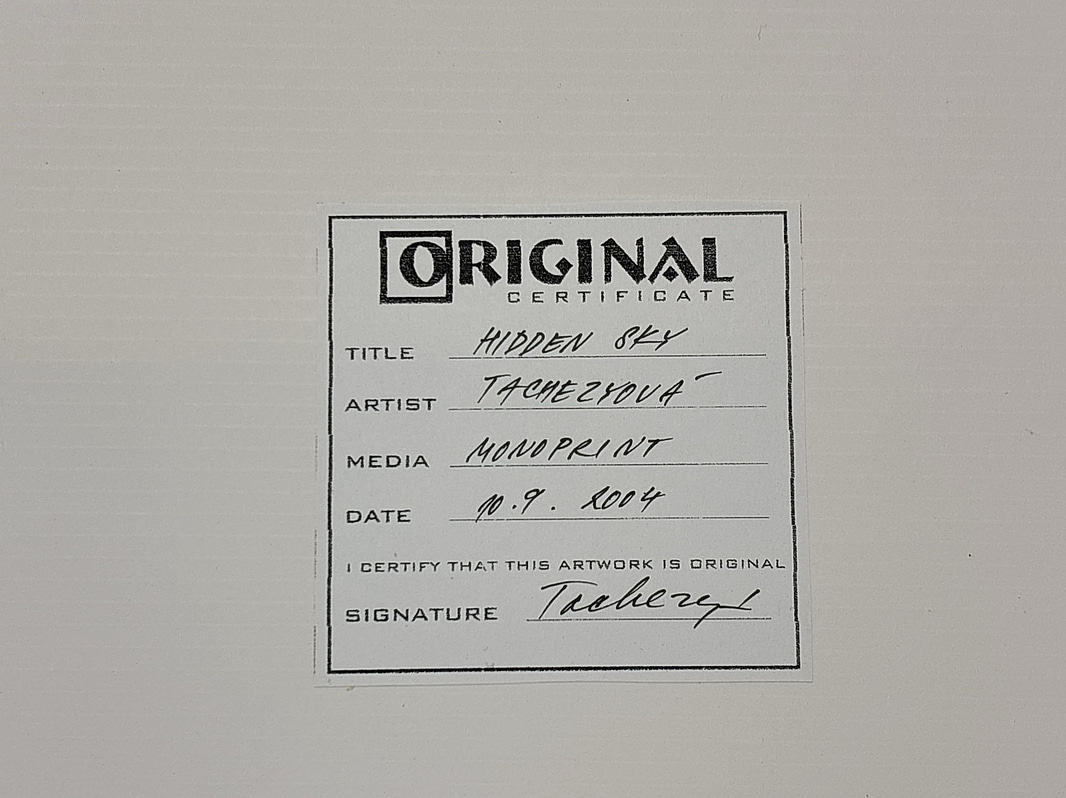 ORIGINAL
CERTIFICATE
TITLE HIDDEN SKY
ARTIST TACHEZYOVÁ
MEDIA MONOPRINT
DATE 10.9. 2004
I CERTIFY THAT THIS ARTWORK IS ORIGINAL
SIGNATURE